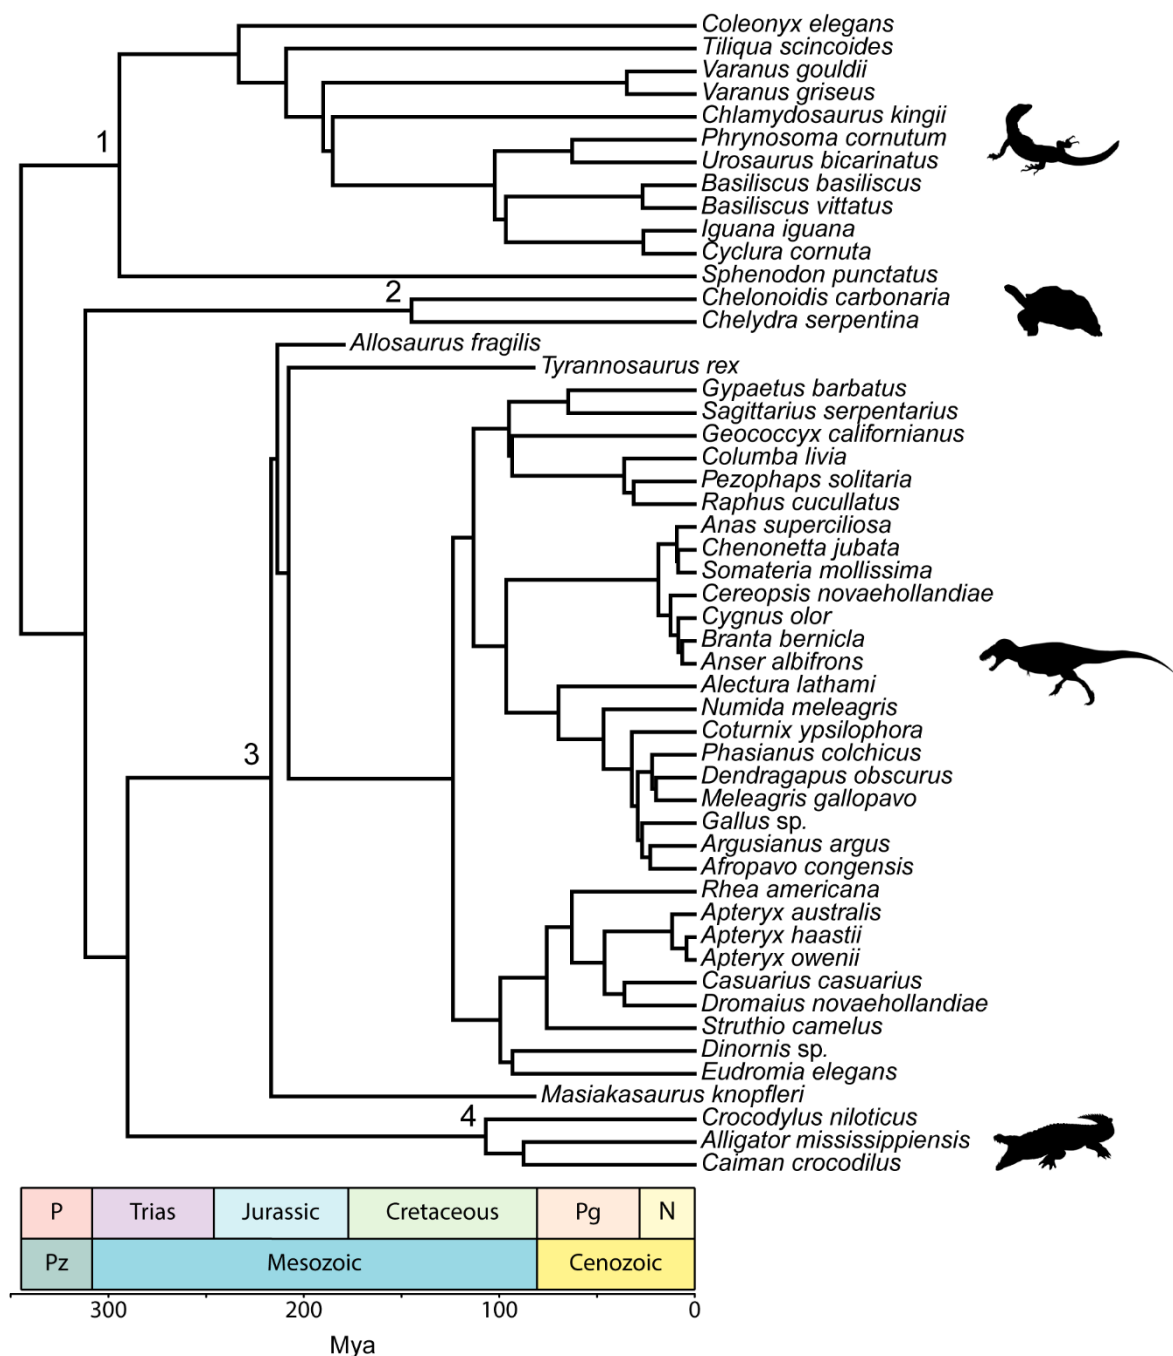 Coleonyx elegans
Tiliqua scincoides
Varanus gouldii
Varanus griseus
Chlamydosaurus kingii
1
Phrynosoma cornutum
Urosaurus bicarinatus
Basiliscus basiliscus
Basiliscus vittatus
Iguana iguana
Cyclura cornuta
Sphenodon punctatus
2
Chelonoidis carbonaria
Chelydra serpentina
Allosaurus fragilis
Tyrannosaurus rex
Gypaetus barbatus
Sagittarius serpentarius
Geococcyx californianus
Columba livia
Pezophaps solitaria
Raphus cucullatus
Anas superciliosa
Chenonetta jubata
Somateria mollissima
Cereopsis novaehollandiae
Cygnus olor
Branta bernicla
Anser albifrons
Alectura lathami
Numida meleagris
Coturnix ypsilophora
3
Phasianus colchicus
Dendragapus obscurus
Meleagris gallopavo
Gallus sp.
Argusianus argus
Afropavo congensis
Rhea americana
Apteryx australis
Apteryx haastii
Apteryx owenii
Casuarius casuarius
Dromaius novaehollandiae
Struthio camelus
Dinornis sp.
Eudromia elegans
Masiakasaurus knopfleri
4
Crocodylus niloticus
Alligator mississippiensis
Caiman crocodilus
P Trias Jurassic Cretaceous Pg N
Pz Mesozoic Cenozoic
300 200 100 0
Mya